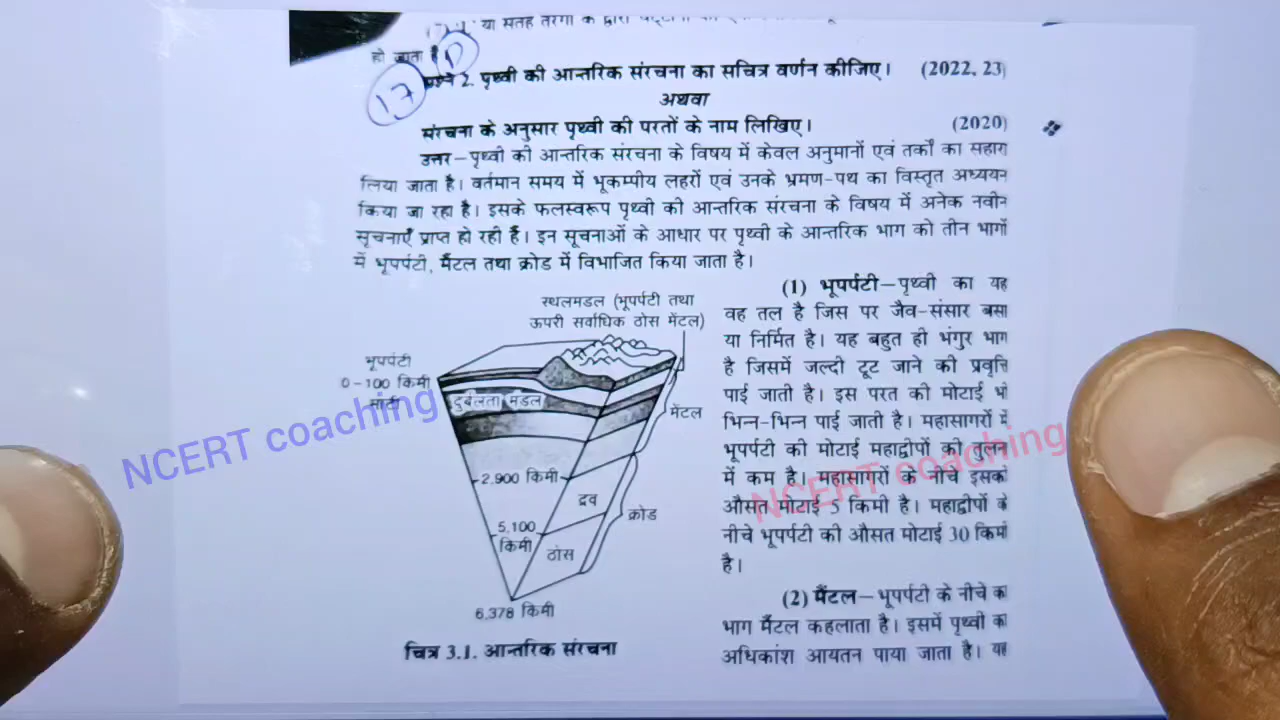 या सतह तरंगों के द्वारा
हो जाता है।
17
प्रश्न 2. पृथ्वी की आन्तरिक संरचना का सचित्र वर्णन कीजिए। (2022, 23)
अथवा
संरचना के अनुसार पृथ्वी की परतों के नाम लिखिए। (2020)
उत्तर–पृथ्वी की आन्तरिक संरचना के विषय में केवल अनुमानों एवं तर्कों का सहारा
लिया जाता है। वर्तमान समय में भूकम्पीय लहरों एवं उनके भ्रमण-पथ का विस्तृत अध्ययन
किया जा रहा है। इसके फलस्वरूप पृथ्वी की आन्तरिक संरचना के विषय में अनेक नवीन
सूचनाएँ प्राप्त हो रही हैं। इन सूचनाओं के आधार पर पृथ्वी के आन्तरिक भाग को तीन भागों
में भूपर्पटी, मैंटल तथा क्रोड में विभाजित किया जाता है।
स्थलमडल (भूपर्पटी तथा
ऊपरी सर्वाधिक ठोस मेंटल)
भूपर्पटी
0–100 किमी
मोटी
दुर्बलता मंडल
मेंटल
2,900 किमी
द्रव
क्रोड
5,100
किमी
ठोस
6,378 किमी
चित्र 3.1. आन्तरिक संरचना
(1) भूपर्पटी–पृथ्वी का यह
वह तल है जिस पर जैव-संसार बसा
या निर्मित है। यह बहुत ही भंगुर भाग
है जिसमें जल्दी टूट जाने की प्रवृत्ति
पाई जाती है। इस परत की मोटाई भी
भिन्न-भिन्न पाई जाती है। महासागरों में
भूपर्पटी की मोटाई महाद्वीपों की तुलना
में कम है। महासागरों के नीचे इसकी
औसत मोटाई 5 किमी है। महाद्वीपों के
नीचे भूपर्पटी की औसत मोटाई 30 किमी
है।
(2) मैंटल–भूपर्पटी के नीचे का
भाग मैंटल कहलाता है। इसमें पृथ्वी का
अधिकांश आयतन पाया जाता है। यह
NCERT coaching
NCERT coaching